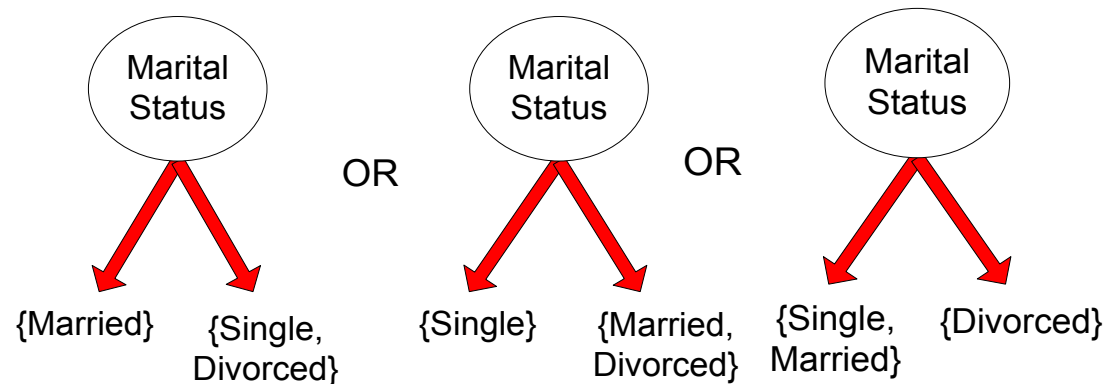 Marital
Status
{Married}
{Single,
Divorced}
OR
Marital
Status
{Single}
{Married,
Divorced}
OR
Marital
Status
{Single,
Married}
{Divorced}